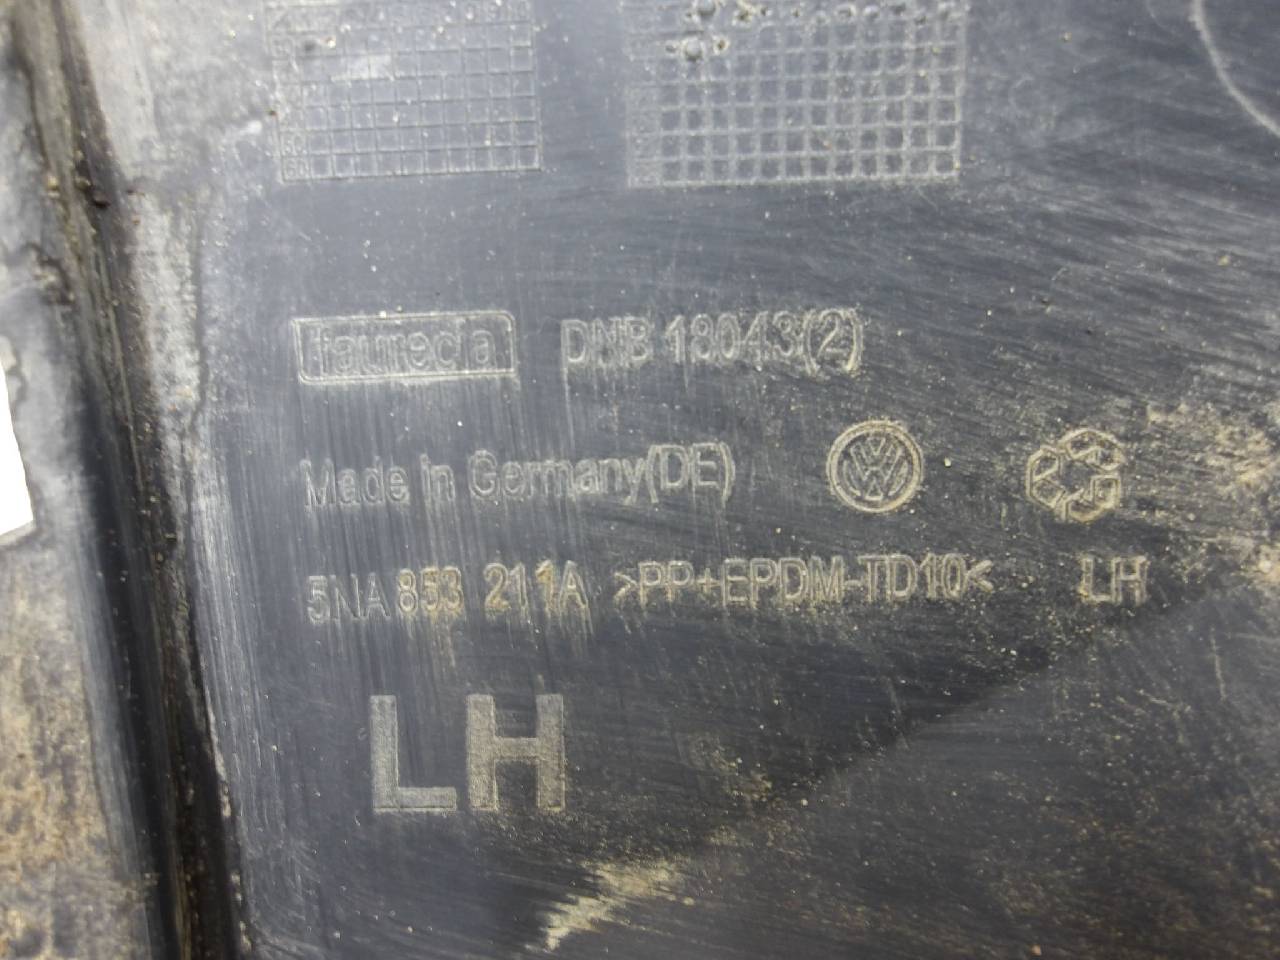 faurecia DNB 18043(2)
Made in Germany(DE)
5NA 853 211A >PP+EPDM-TD10< LH
LH